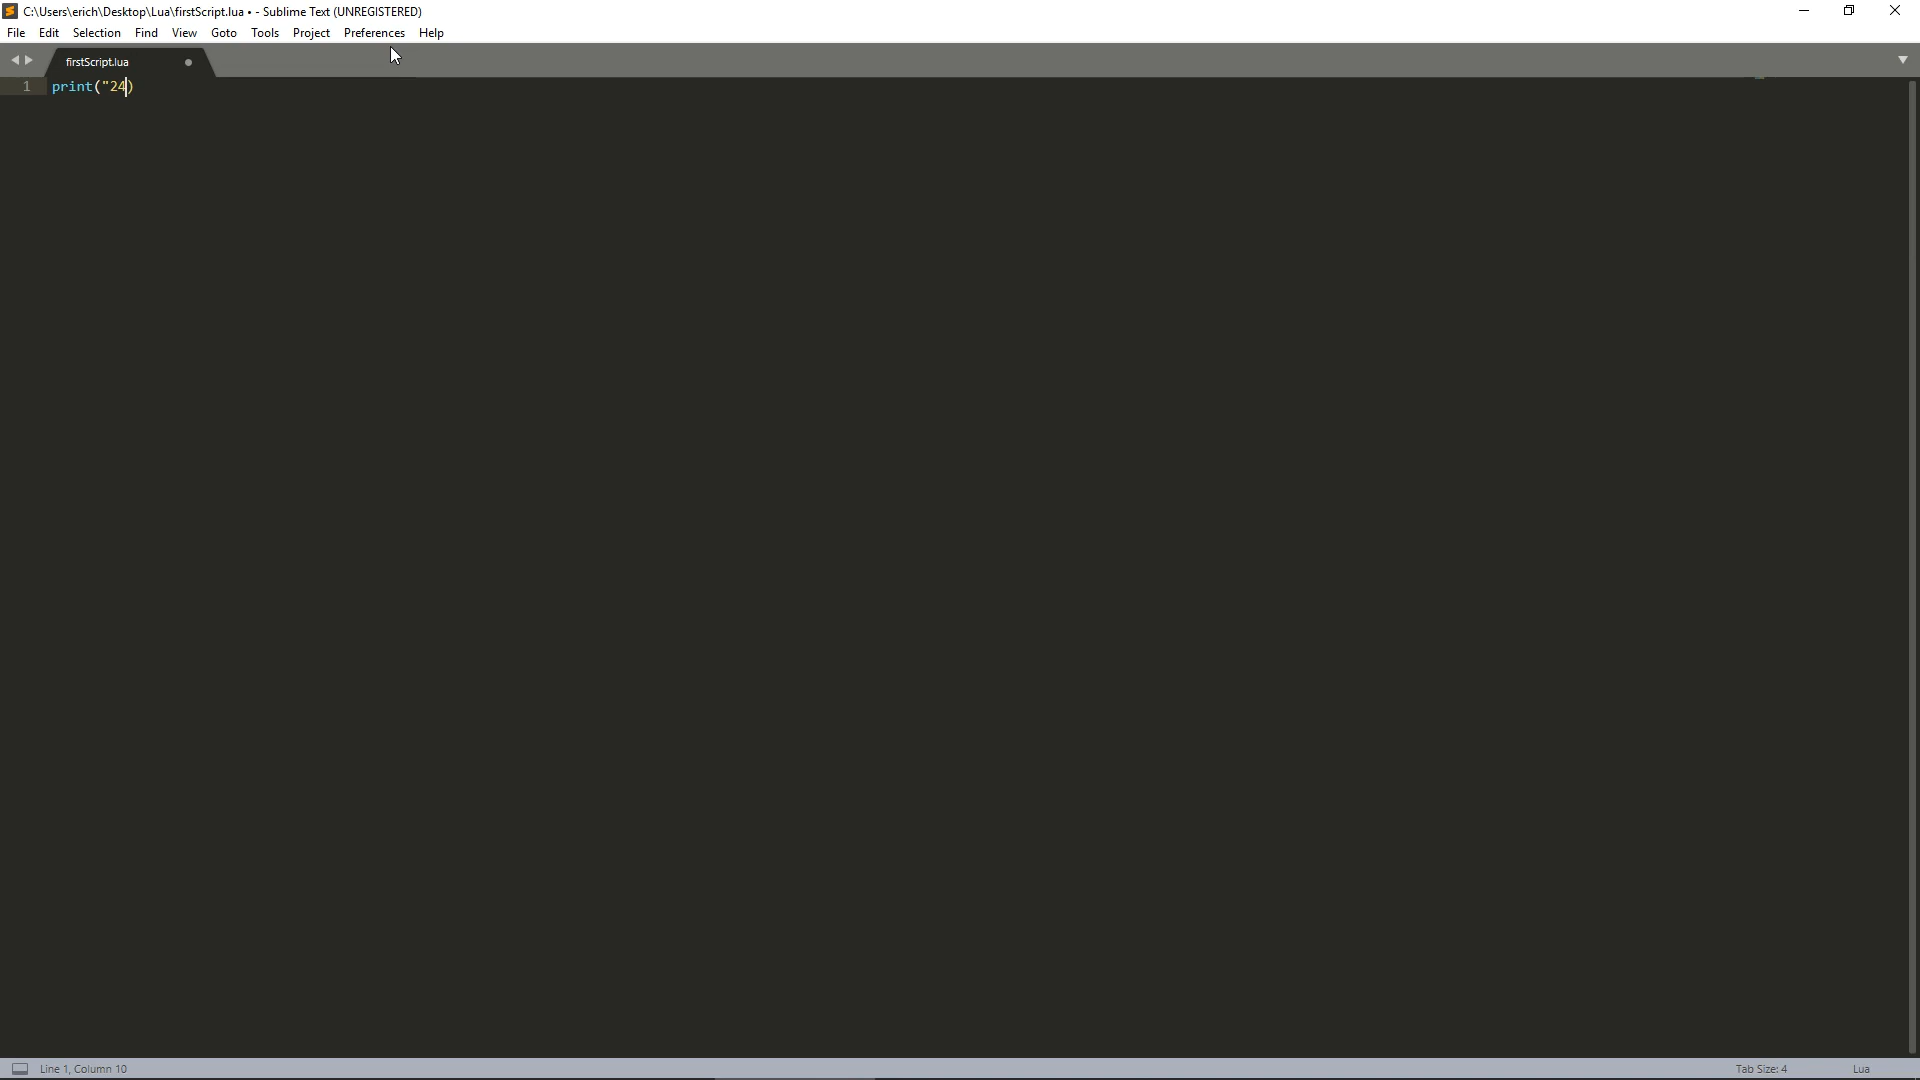 C:\Users\erich\Desktop\Lua\firstScript.lua • - Sublime Text (UNREGISTERED)
File Edit Selection Find View Goto Tools Project Preferences Help
firstScript.lua
1 print("24)
Line 1, Column 10 Tab Size: 4 Lua